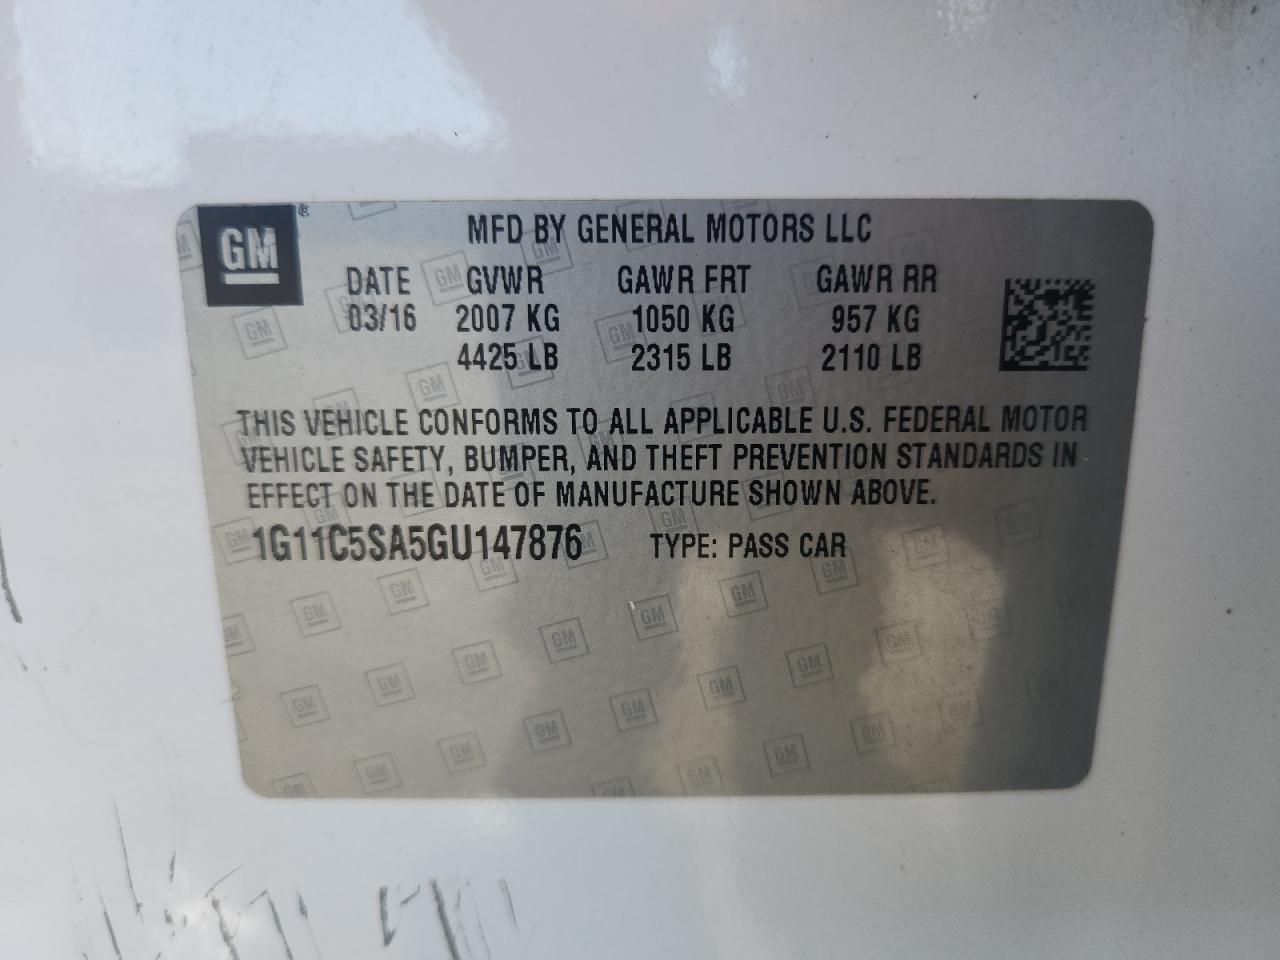 GM
MFD BY GENERAL MOTORS LLC
DATE GVWR GAWR FRT GAWR RR
03/16 2007 KG 1050 KG 957 KG
4425 LB 2315 LB 2110 LB
THIS VEHICLE CONFORMS TO ALL APPLICABLE U.S. FEDERAL MOTOR
VEHICLE SAFETY, BUMPER, AND THEFT PREVENTION STANDARDS IN
EFFECT ON THE DATE OF MANUFACTURE SHOWN ABOVE.
1G11C5SA5GU147876 TYPE: PASS CAR